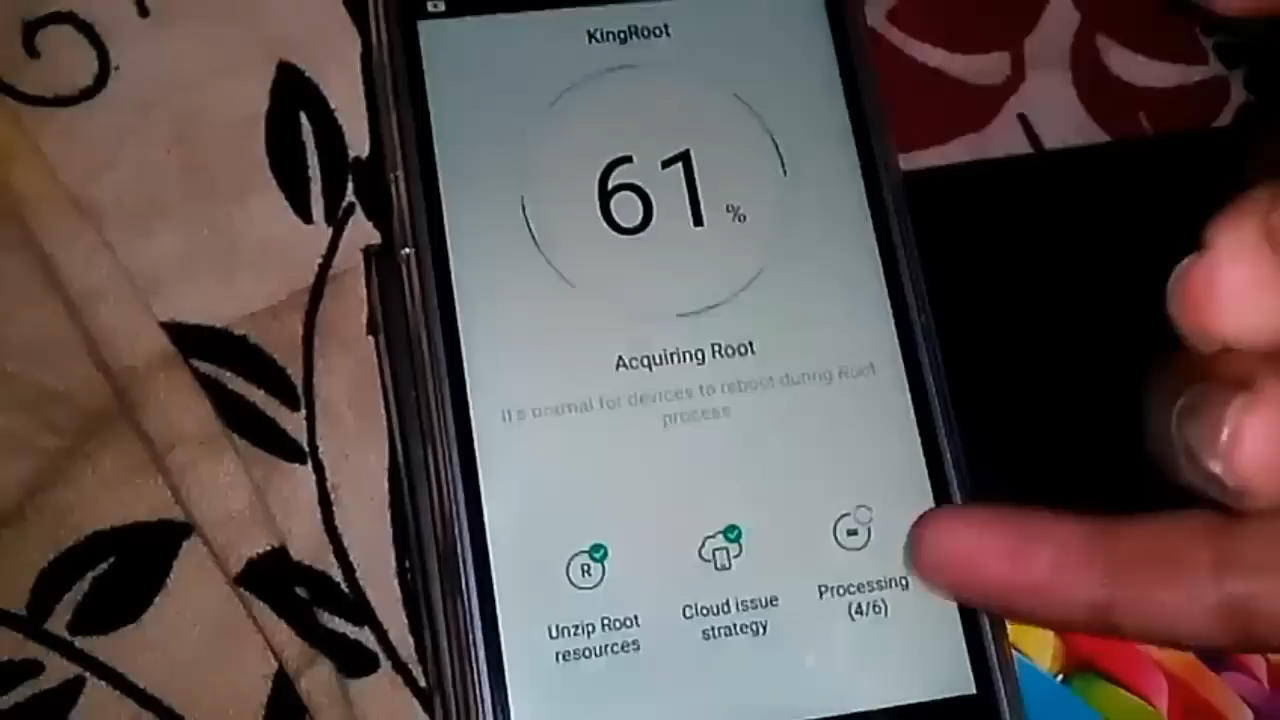 KingRoot
61 %
Acquiring Root
It's normal for devices to reboot during Root
process
R
Unzip Root
resources
Cloud issue
strategy
Processing
(4/6)